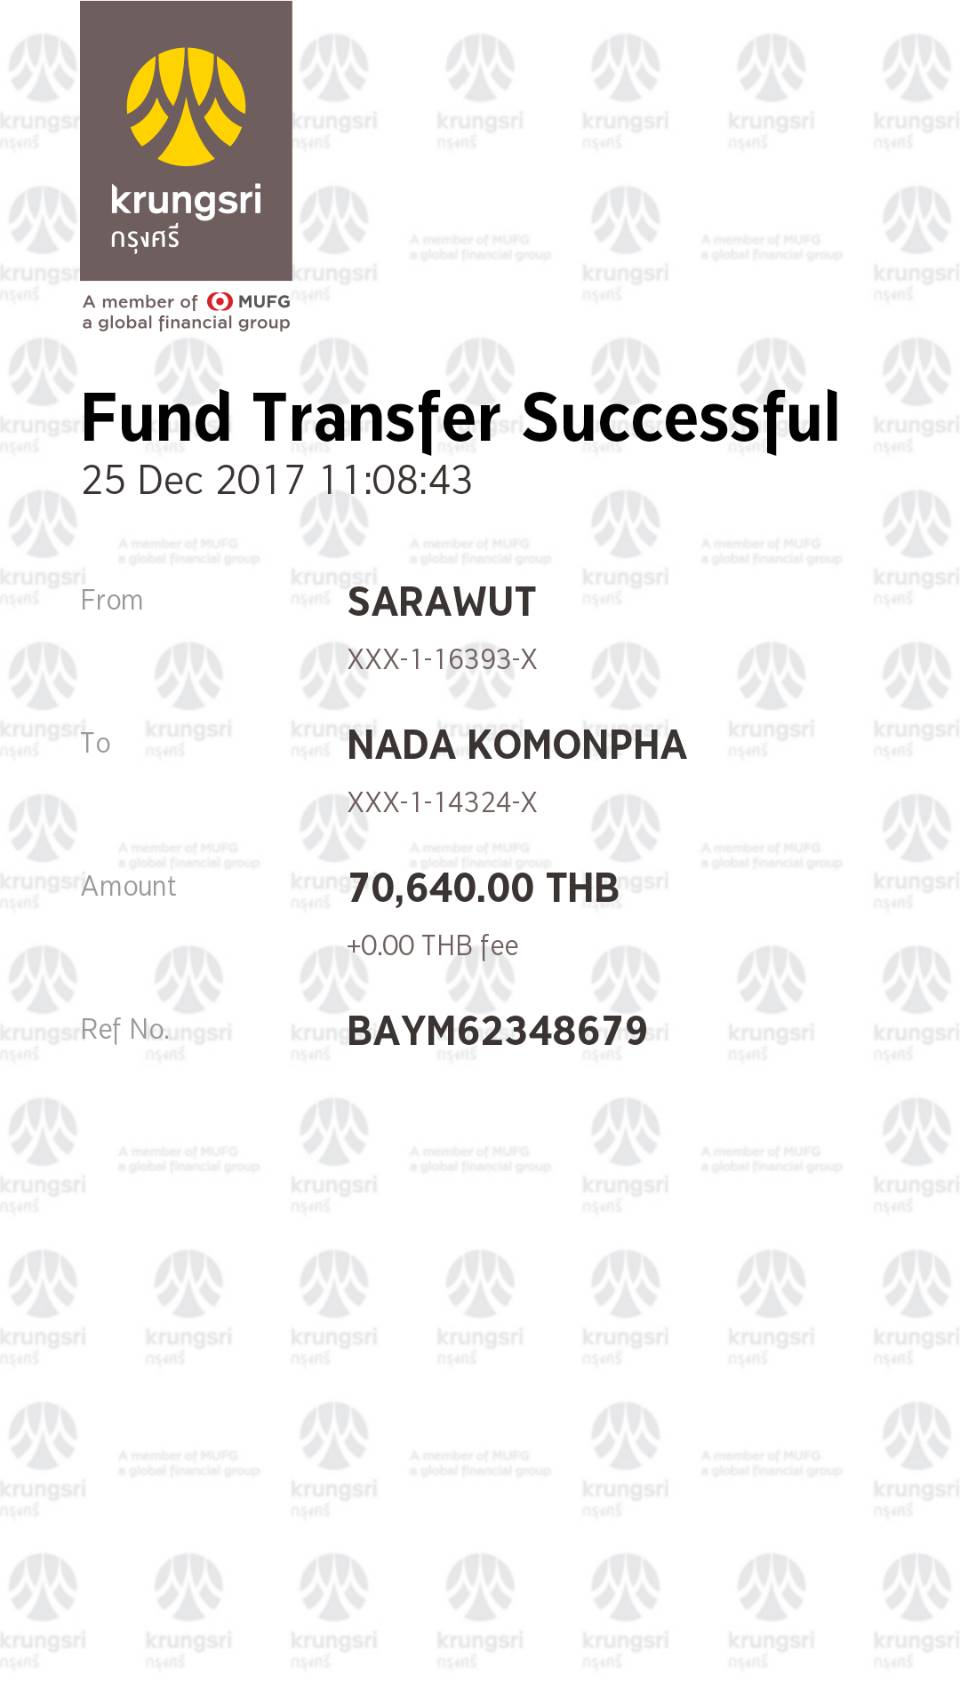 krungsri
กรุงศรี
A member of MUFG
a global financial group
Fund Transfer Successful
25 Dec 2017 11:08:43
From
SARAWUT
XXX-1-16393-X
To
NADA KOMONPHA
XXX-1-14324-X
Amount
70,640.00 THB
+0.00 THB fee
Ref No.
BAYM62348679